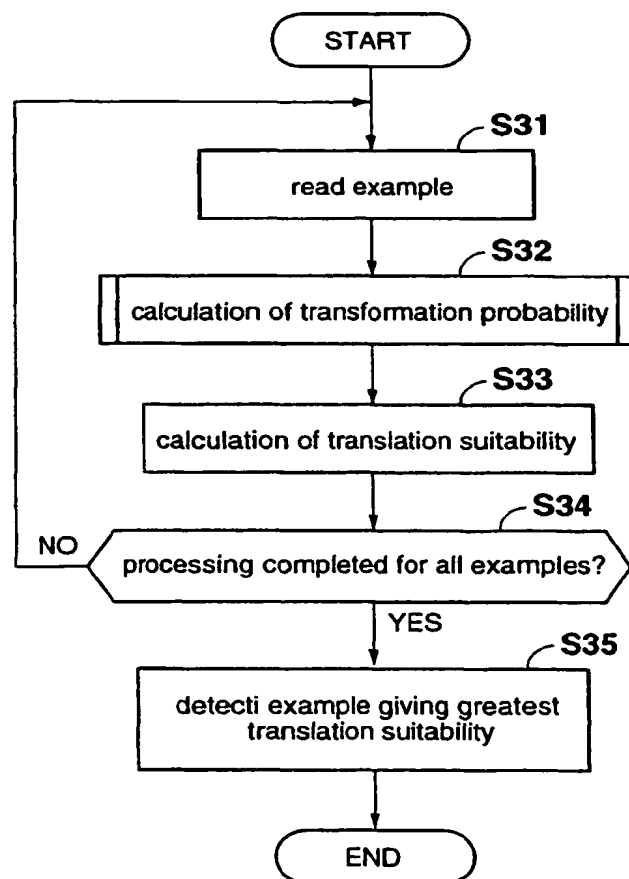 START
S31
read example
S32
calculation of transformation probability
S33
calculation of translation suitability
S34
NO
processing completed for all examples?
YES
S35
detecti example giving greatest
translation suitability
END